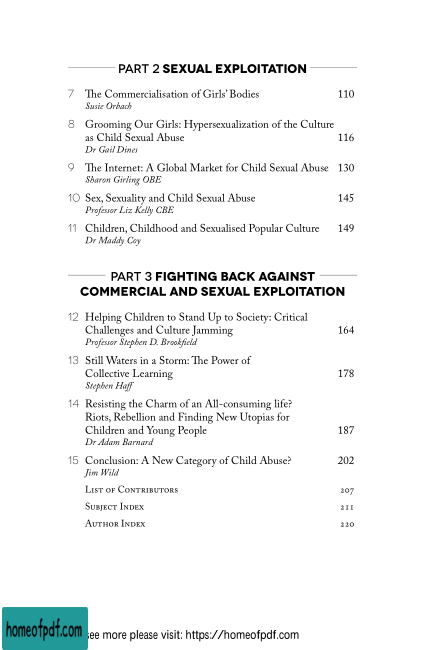 PART 2 SEXUAL EXPLOITATION
7 The Commercialisation of Girls' Bodies 110
Susie Orbach
8 Grooming Our Girls: Hypersexualization of the Culture
as Child Sexual Abuse 116
Dr Gail Dines
9 The Internet: A Global Market for Child Sexual Abuse 130
Sharon Girling OBE
10 Sex, Sexuality and Child Sexual Abuse 145
Professor Liz Kelly CBE
11 Children, Childhood and Sexualised Popular Culture 149
Dr Maddy Coy
PART 3 FIGHTING BACK AGAINST
COMMERCIAL AND SEXUAL EXPLOITATION
12 Helping Children to Stand Up to Society: Critical
Challenges and Culture Jamming 164
Professor Stephen D. Brookfield
13 Still Waters in a Storm: The Power of
Collective Learning 178
Stephen Haff
14 Resisting the Charm of an All-consuming life?
Riots, Rebellion and Finding New Utopias for
Children and Young People 187
Dr Adam Barnard
15 Conclusion: A New Category of Child Abuse? 202
Jim Wild
List of Contributors 207
Subject Index 211
Author Index 220
homeofpdf.com
see more please visit: https://homeofpdf.com